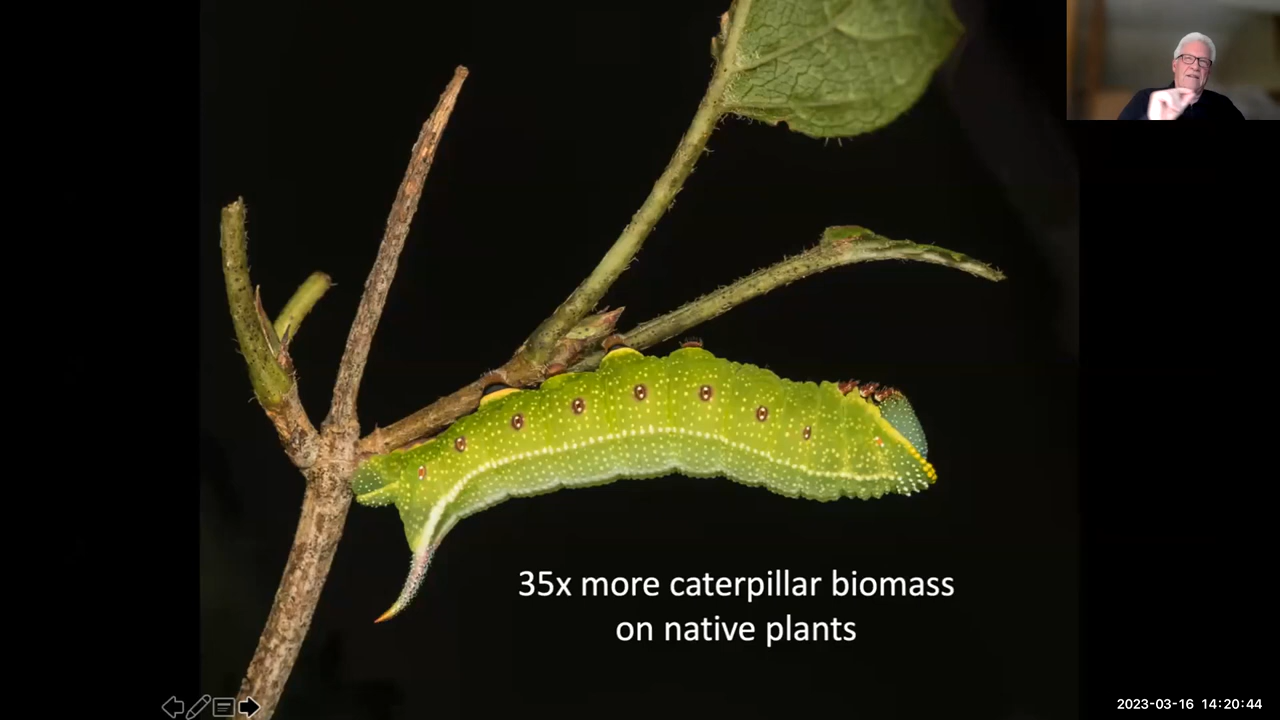 35x more caterpillar biomass
on native plants
2023-03-16 14:20:44